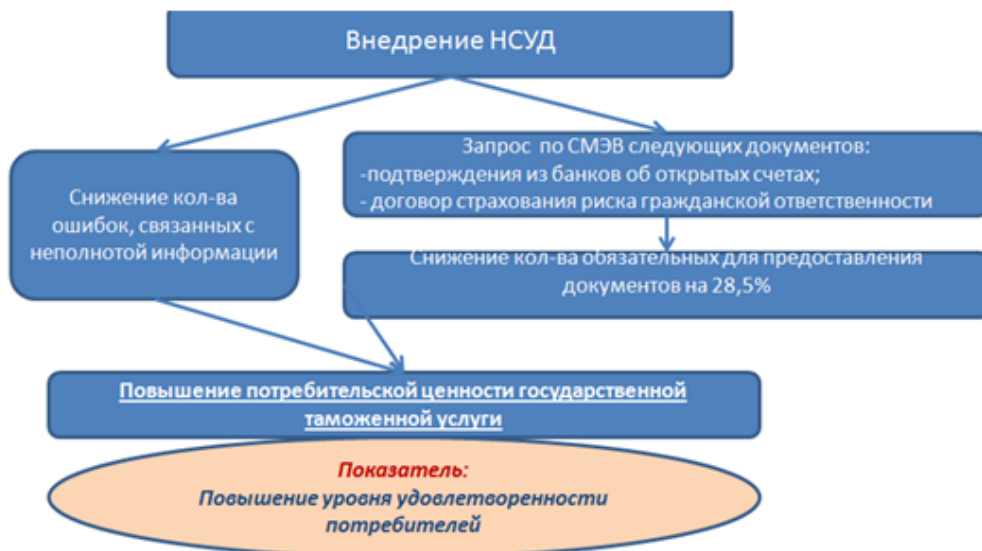 Внедрение НСУД
Снижение кол-ва
ошибок, связанных с
неполнотой информации
Запрос по СМЭВ следующих документов:
-подтверждения из банков об открытых счетах;
- договор страхования риска гражданской ответственности
Снижение кол-ва обязательных для предоставления
документов на 28,5%
Повышение потребительской ценности государственной
таможенной услуги
Показатель:
Повышение уровня удовлетворенности
потребителей